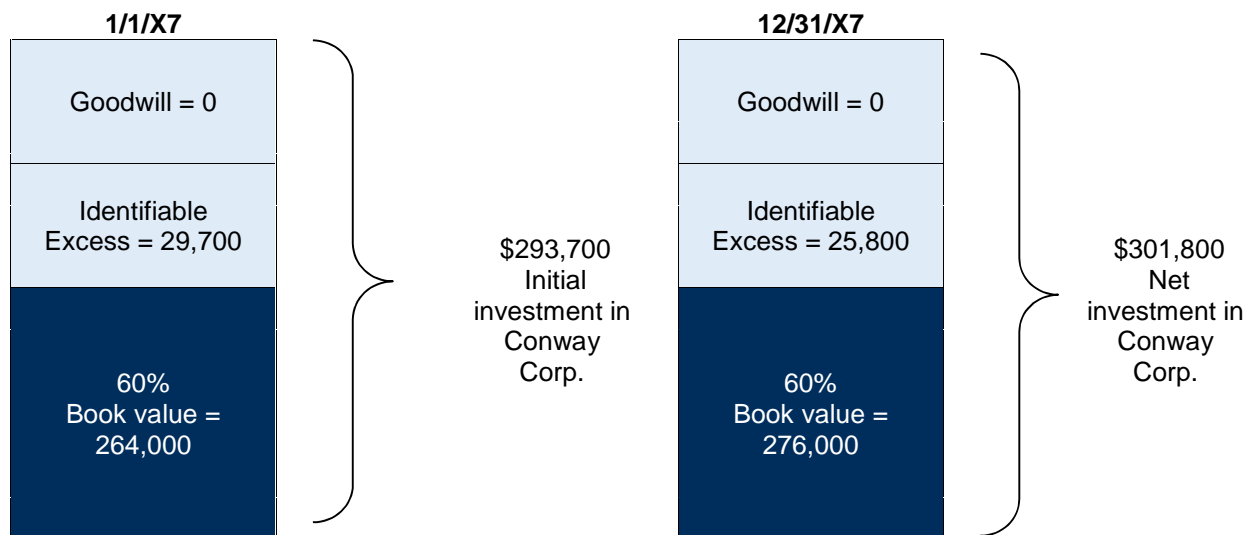 1/1/X7
Goodwill = 0
Identifiable
Excess = 29,700
60%
Book value =
264,000
$293,700
Initial
investment in
Conway
Corp.
12/31/X7
Goodwill = 0
Identifiable
Excess = 25,800
60%
Book value =
276,000
$301,800
Net
investment in
Conway
Corp.